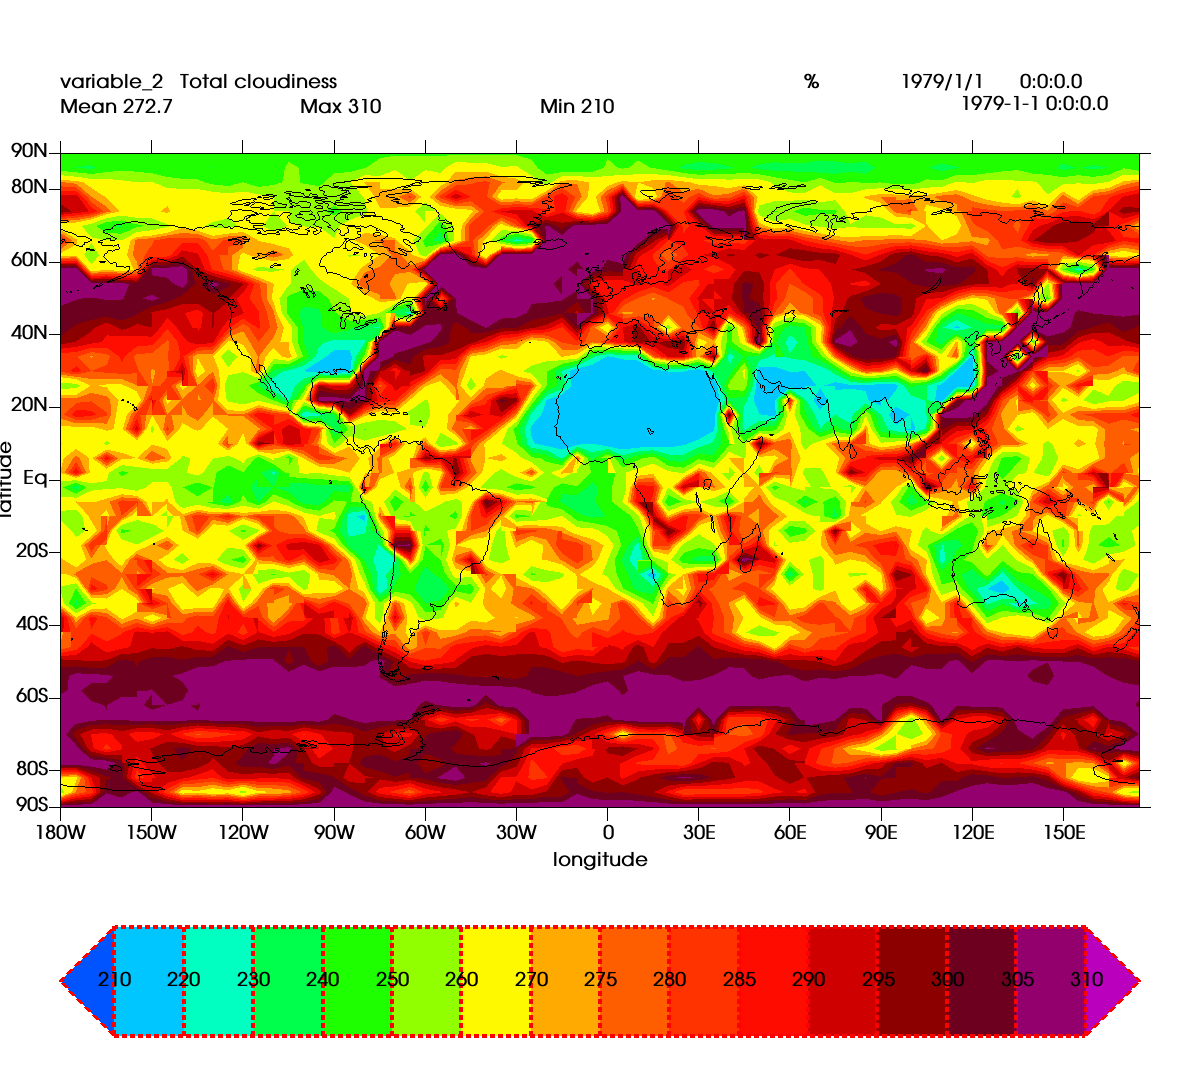 variable_2 Total cloudiness % 1979/1/1 0:0:0.0
Mean 272.7 Max 310 Min 210 1979-1-1 0:0:0.0
90N
80N
60N
40N
20N
Eq
20S
40S
60S
80S
90S
latitude
180W 150W 120W 90W 60W 30W 0 30E 60E 90E 120E 150E
longitude
210 220 230 240 250 260 270 275 280 285 290 295 300 305 310